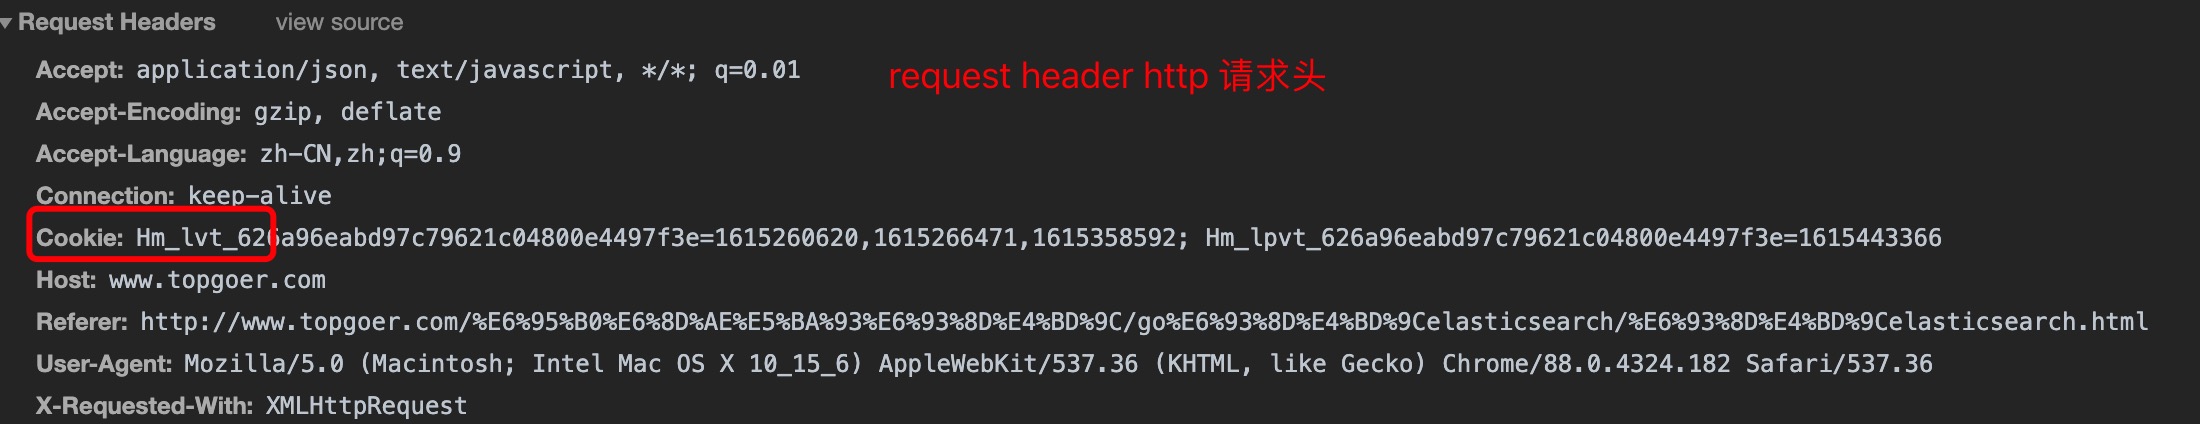 Request Headers view source
Accept: application/json, text/javascript, */*; q=0.01
request header http 请求头
Accept-Encoding: gzip, deflate
Accept-Language: zh-CN,zh;q=0.9
Connection: keep-alive
Cookie: Hm_lvt_626a96eabd97c79621c04800e4497f3e=1615260620,1615266471,1615358592; Hm_lpvt_626a96eabd97c79621c04800e4497f3e=1615443366
Host: www.topgoer.com
Referer: http://www.topgoer.com/%E6%95%B0%E6%8D%AE%E5%BA%93%E6%93%8D%E4%BD%9C/go%E6%93%8D%E4%BD%9Celasticsearch/%E6%93%8D%E4%BD%9Celasticsearch.html
User-Agent: Mozilla/5.0 (Macintosh; Intel Mac OS X 10_15_6) AppleWebKit/537.36 (KHTML, like Gecko) Chrome/88.0.4324.182 Safari/537.36
X-Requested-With: XMLHttpRequest